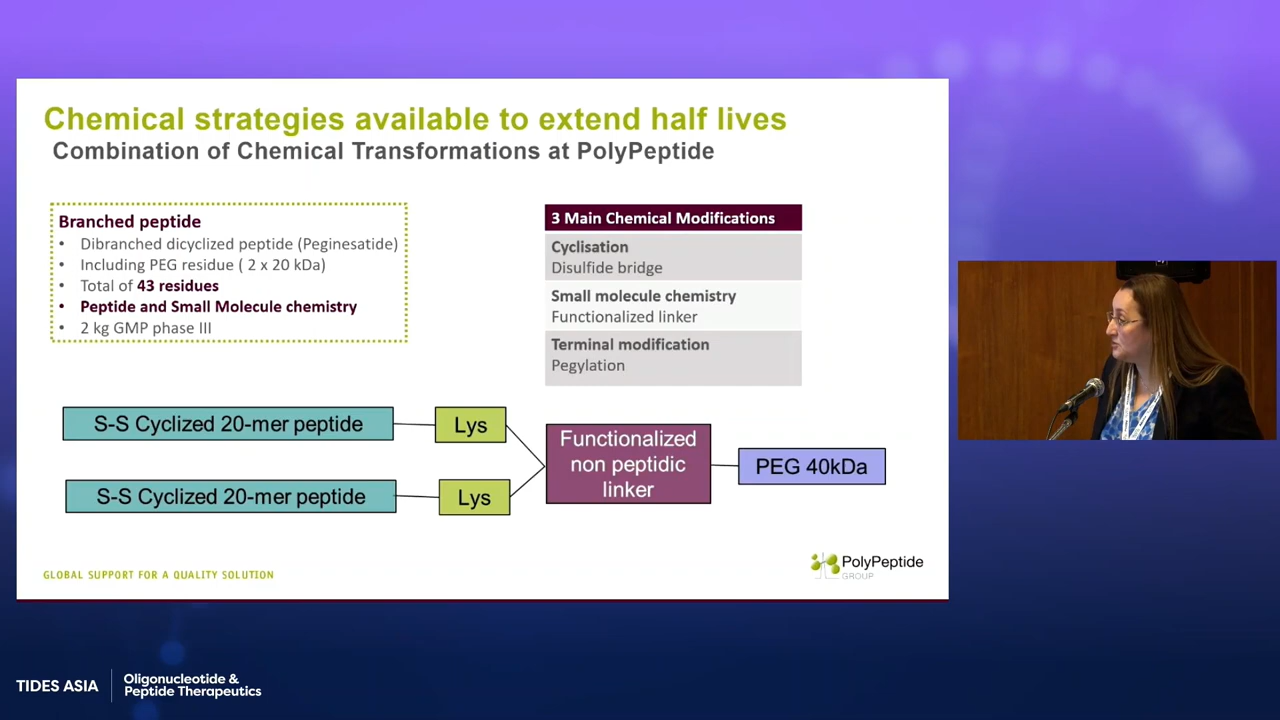 Chemical strategies available to extend half lives
Combination of Chemical Transformations at PolyPeptide
Branched peptide
• Dibranched dicyclized peptide (Peginesatide)
• Including PEG residue ( 2 x 20 kDa)
• Total of 43 residues
• Peptide and Small Molecule chemistry
• 2 kg GMP phase III
3 Main Chemical Modifications
Cyclisation
Disulfide bridge
Small molecule chemistry
Functionalized linker
Terminal modification
Pegylation
S-S Cyclized 20-mer peptide
Lys
S-S Cyclized 20-mer peptide
Lys
Functionalized
non peptidic
linker
PEG 40kDa
GLOBAL SUPPORT FOR A QUALITY SOLUTION
PolyPeptide
GROUP
TIDES ASIA
Oligonucleotide &
Peptide Therapeutics